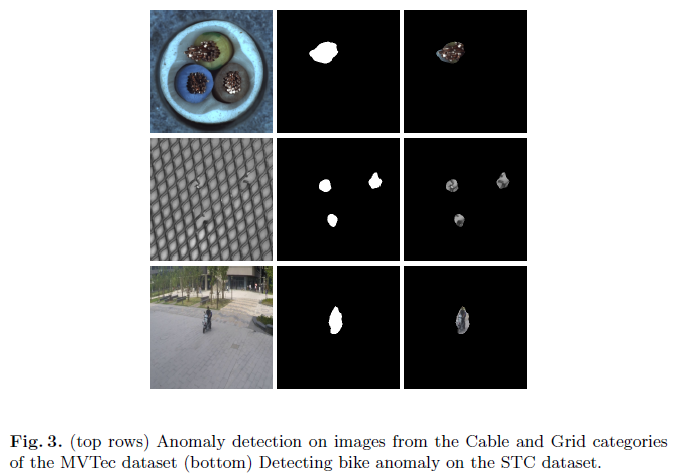 Fig. 3. (top rows) Anomaly detection on images from the Cable and Grid categories
of the MVTec dataset (bottom) Detecting bike anomaly on the STC dataset.